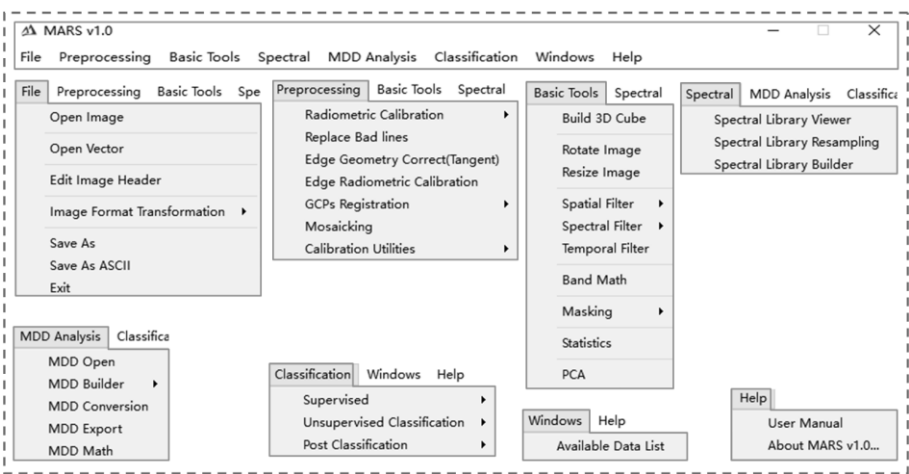 MARS v1.0
File Preprocessing Basic Tools Spectral MDD Analysis Classification Windows Help
File Preprocessing Basic Tools Spe
Open Image
Open Vector
Edit Image Header
Image Format Transformation
Save As
Save As ASCII
Exit
Preprocessing Basic Tools Spectral
Radiometric Calibration
Replace Bad lines
Edge Geometry Correct(Tangent)
Edge Radiometric Calibration
GCPs Registration
Mosaicking
Calibration Utilities
Basic Tools Spectral
Build 3D Cube
Rotate Image
Resize Image
Spatial Filter
Spectral Filter
Temporal Filter
Band Math
Masking
Statistics
PCA
Spectral MDD Analysis Classifica
Spectral Library Viewer
Spectral Library Resampling
Spectral Library Builder
MDD Analysis Classifica
MDD Open
MDD Builder
MDD Conversion
MDD Export
MDD Math
Classification Windows Help
Supervised
Unsupervised Classification
Post Classification
Windows Help
Available Data List
Help
User Manual
About MARS v1.0...